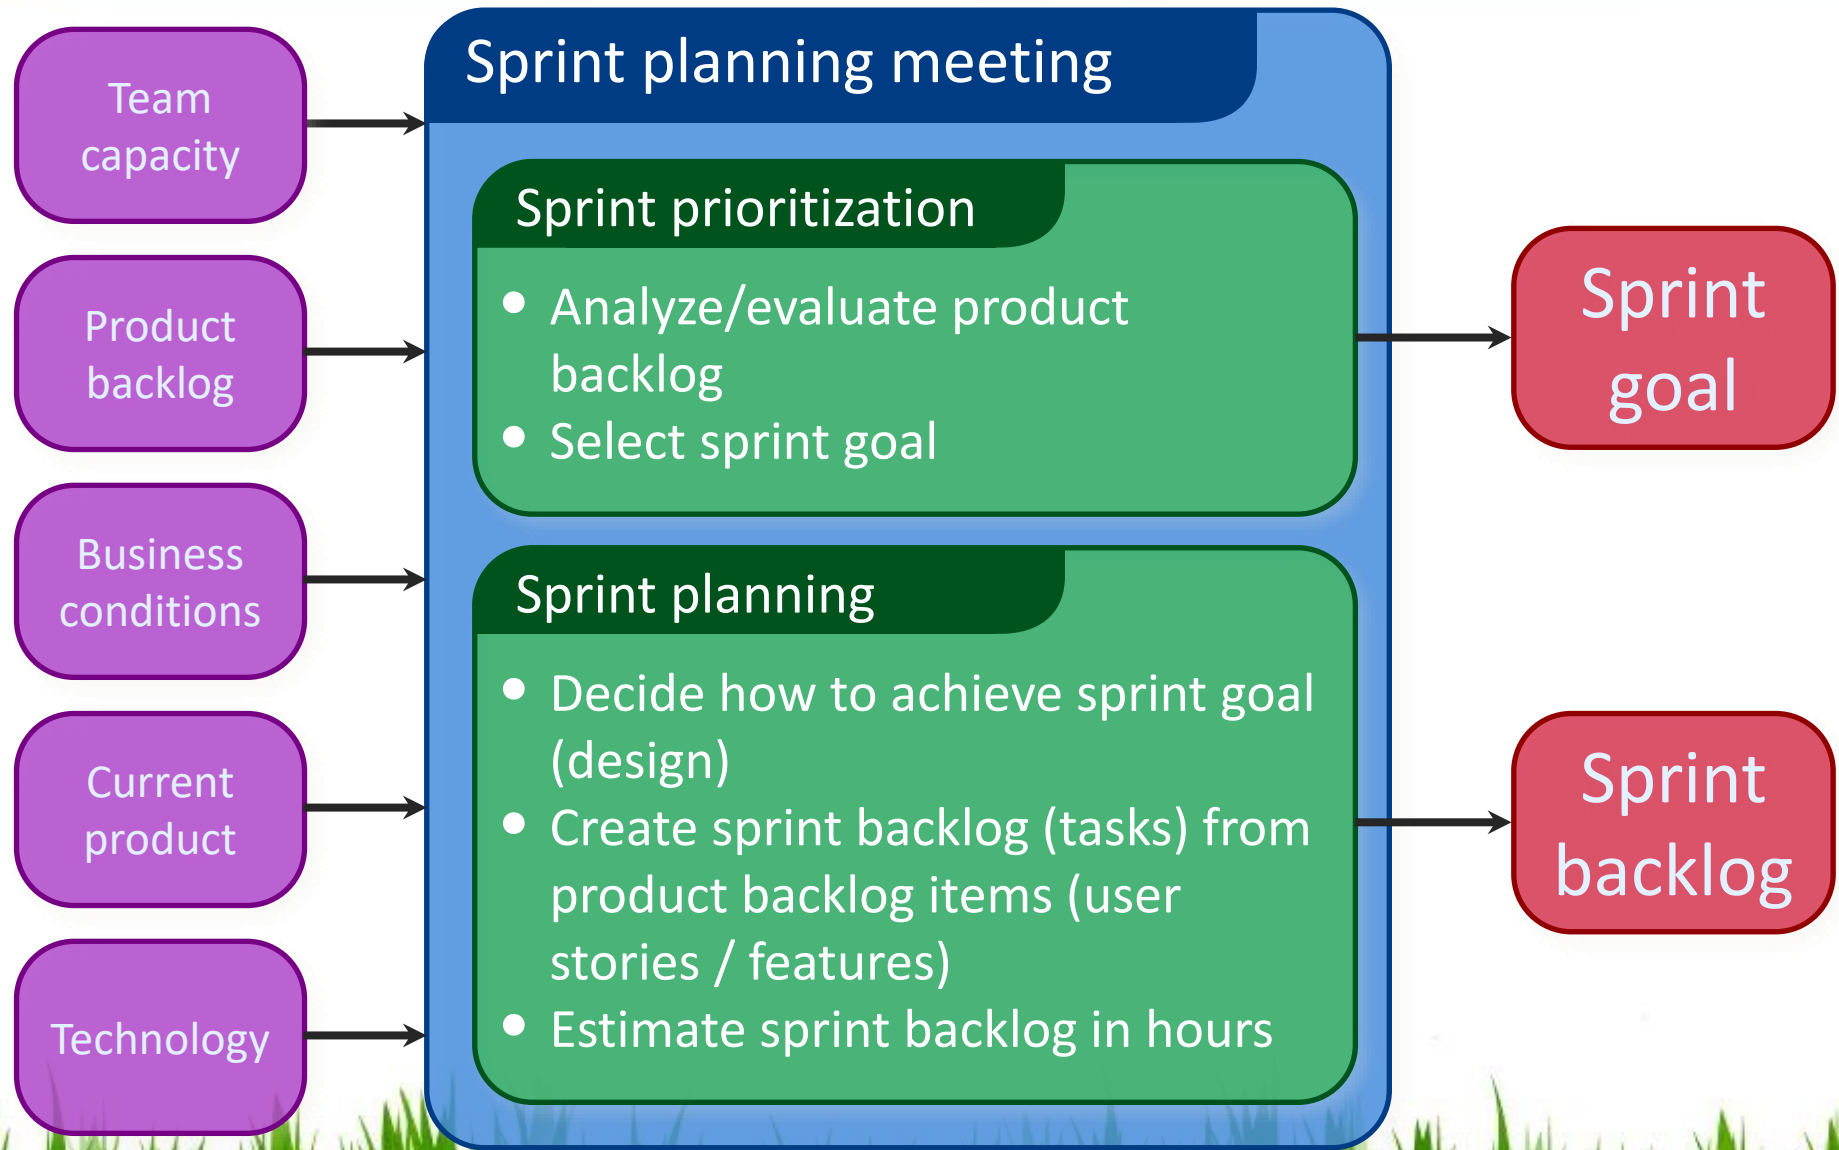 Team
capacity
Product
backlog
Business
conditions
Current
product
Technology
Sprint planning meeting
Sprint prioritization
• Analyze/evaluate product
backlog
• Select sprint goal
Sprint planning
• Decide how to achieve sprint goal
(design)
• Create sprint backlog (tasks) from
product backlog items (user
stories / features)
• Estimate sprint backlog in hours
Sprint
goal
Sprint
backlog